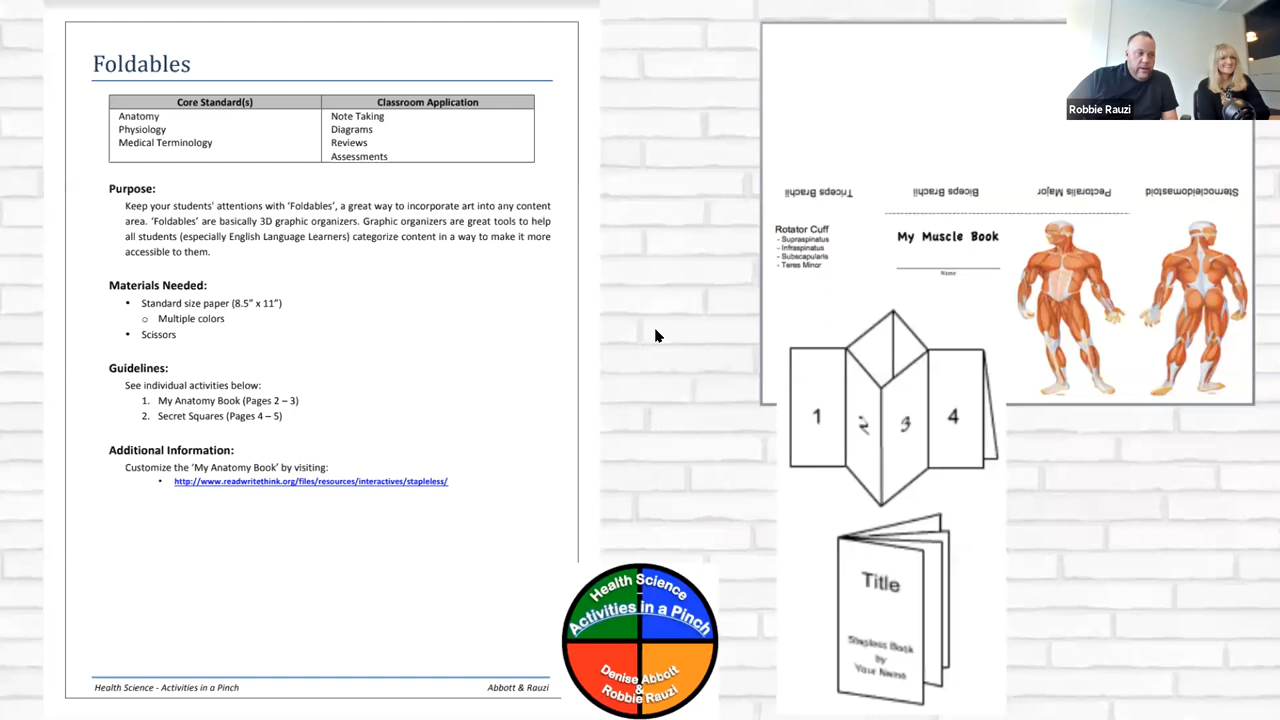 Foldables
Core Standard(s)
Classroom Application
Anatomy
Note Taking
Physiology
Diagrams
Medical Terminology
Reviews
Assessments
Purpose:
Keep your students' attentions with 'Foldables', a great way to incorporate art into any content
area. 'Foldables' are basically 3D graphic organizers. Graphic organizers are great tools to help
all students (especially English Language Learners) categorize content in a way to make it more
accessible to them.
Materials Needed:
• Standard size paper (8.5" x 11")
o Multiple colors
• Scissors
Guidelines:
See individual activities below:
1. My Anatomy Book (Pages 2 – 3)
2. Secret Squares (Pages 4 – 5)
Additional Information:
Customize the 'My Anatomy Book' by visiting:
• http://www.readwritethink.org/files/resources/interactives/stapleless/
Health Science - Activities in a Pinch
Abbott & Rauzi
Health Science
Activities in a Pinch
Denise Abbott
&
Robbie Rauzi
Robbie Rauzi
Triceps Brachii
Biceps Brachii
Pectoralis Major
Sternocleidomastoid
Rotator Cuff
- Supraspinatus
- Infraspinatus
- Subscapularis
- Teres Minor
My Muscle Book
Name
1
2
3
4
Title
Stapless Book
by
Your Name